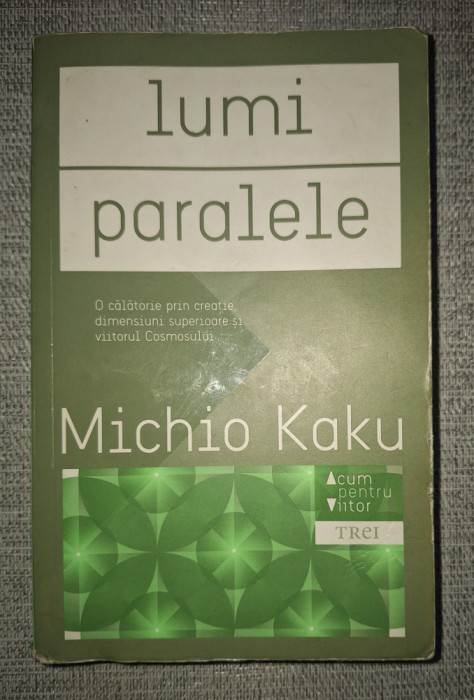 lumi
paralele
O călătorie prin creație,
dimensiuni superioare și
viitorul Cosmosului
Michio Kaku
Acum
pentru
Viitor
TREI